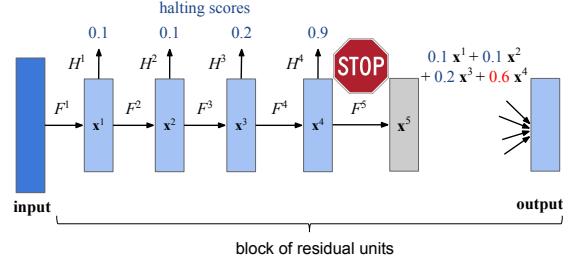 halting scores
0.1 0.1 0.2 0.9
H¹ H² H³ H⁴
STOP
0.1 x¹ + 0.1 x²
+ 0.2 x³ + 0.6 x⁴
F¹ F² F³ F⁴ F⁵
x¹ x² x³ x⁴ x⁵
input output
block of residual units